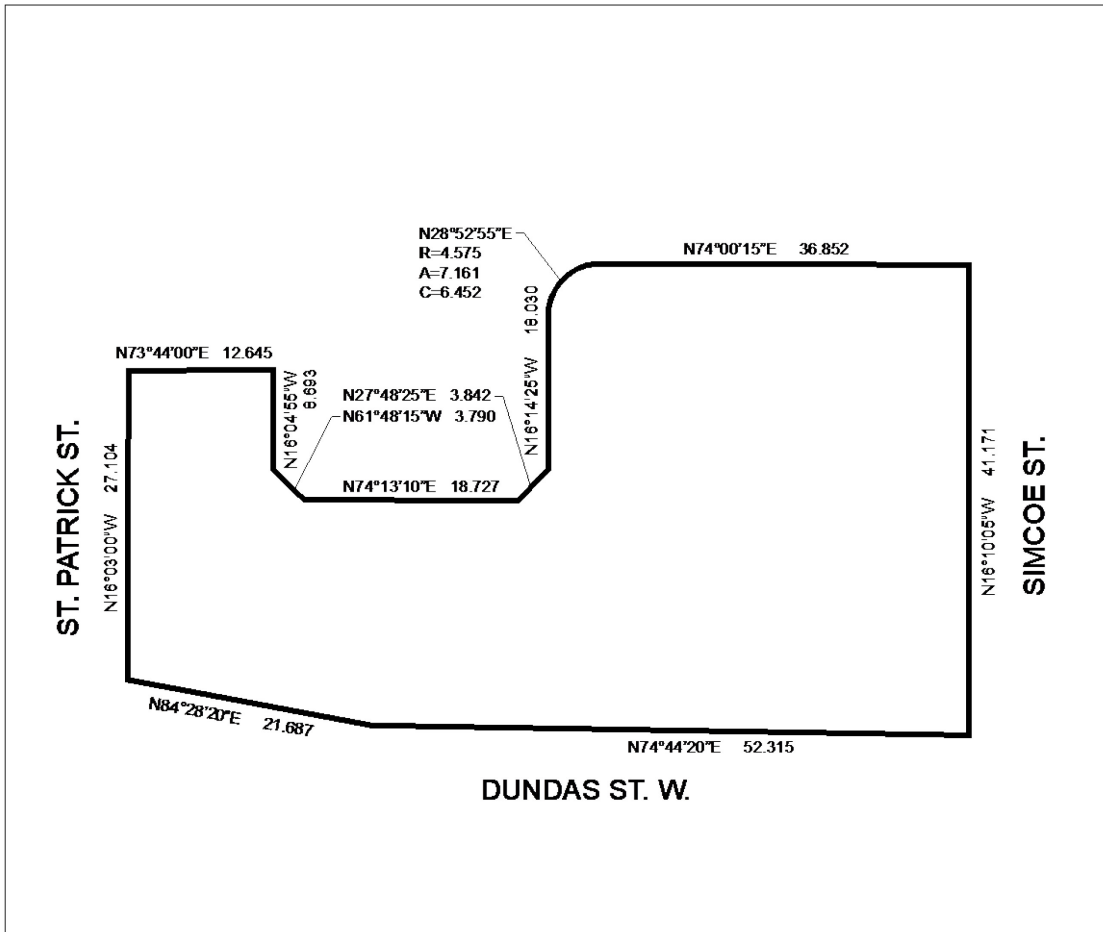 N28°52'55"E
R=4.575
A=7.161
C=6.452
N74°00'15"E 36.852
N73°44'00"E 12.645
N16°04'55"W
8.693
N27°48'25"E 3.842
N61°48'15"W 3.790
N16°14'25"W 18.030
N74°13'10"E 18.727
ST. PATRICK ST.
N16°03'00"W 27.104
N16°10'05"W 41.171
SIMCOE ST.
N84°28'20"E 21.687
N74°44'20"E 52.315
DUNDAS ST. W.